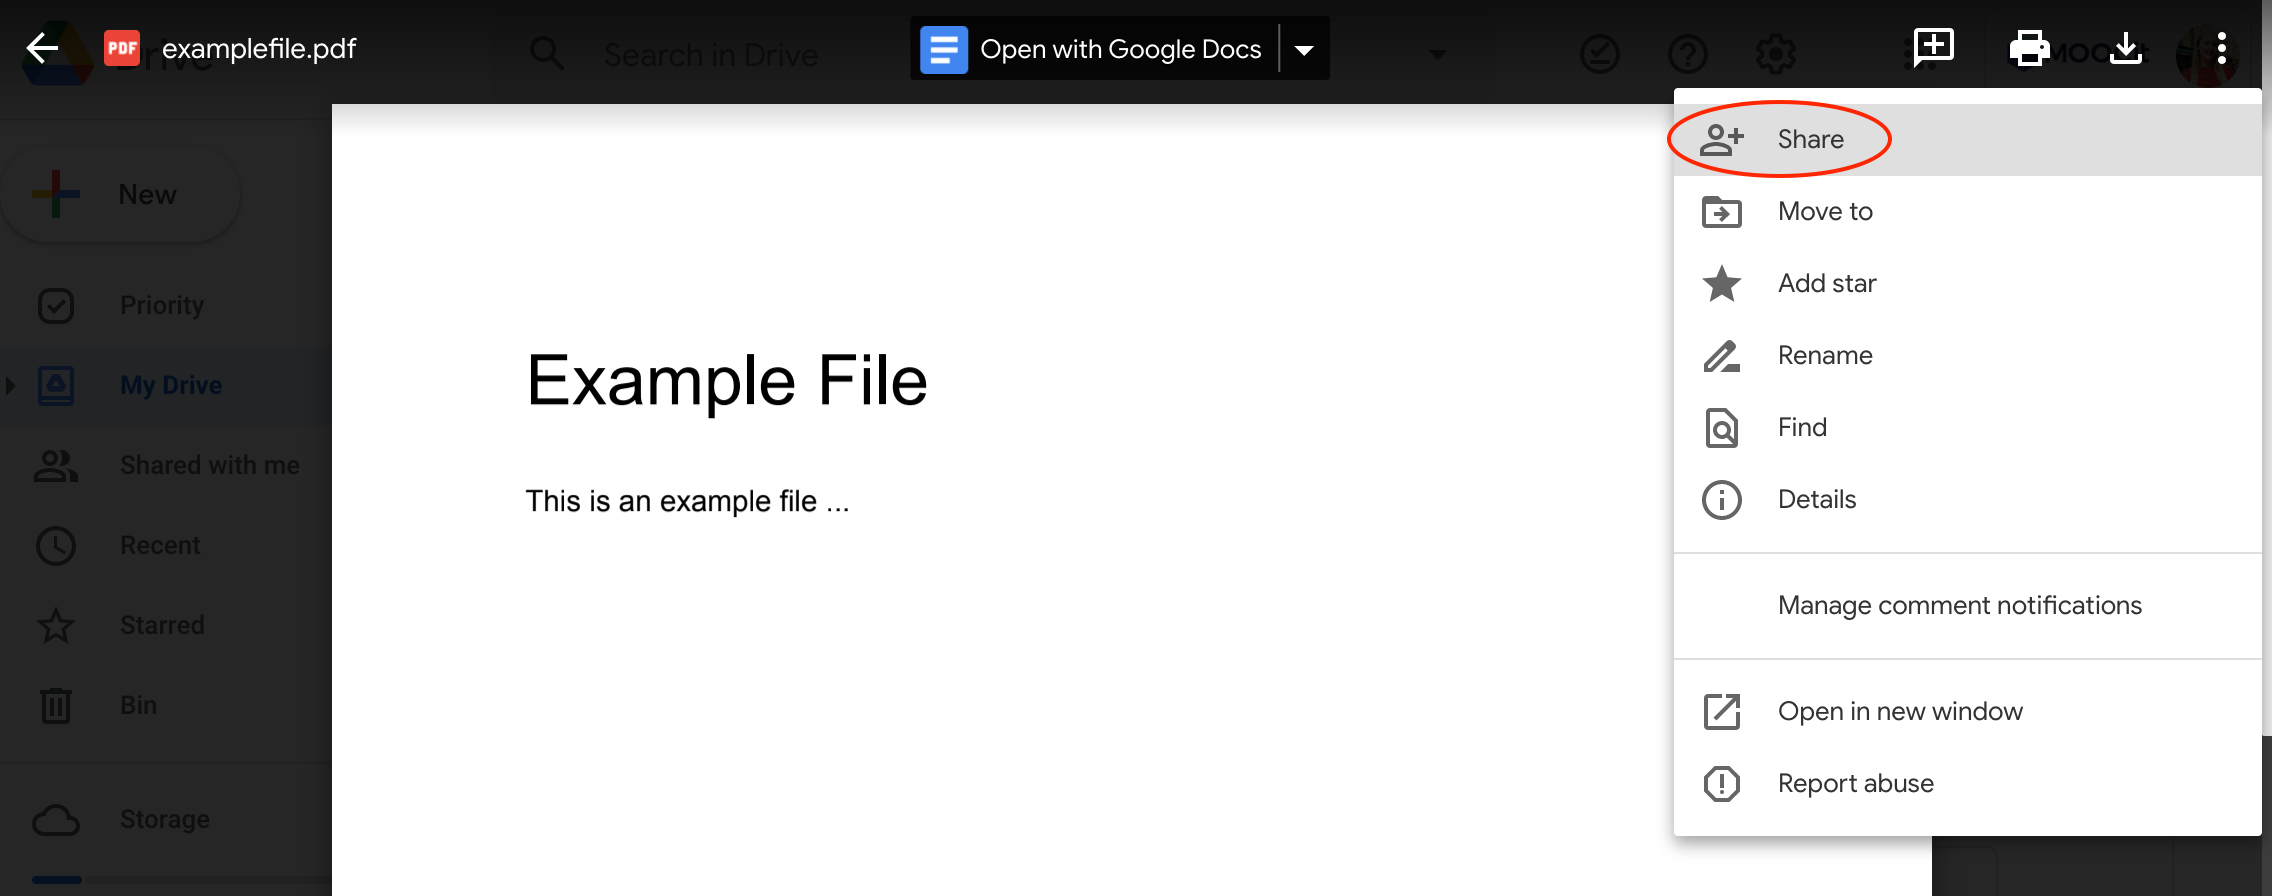 PDF examplefile.pdf
Drive
Search in Drive
Open with Google Docs
New
Priority
My Drive
Shared with me
Recent
Starred
Bin
Storage
Example File
This is an example file ...
Share
Move to
Add star
Rename
Find
Details
Manage comment notifications
Open in new window
Report abuse